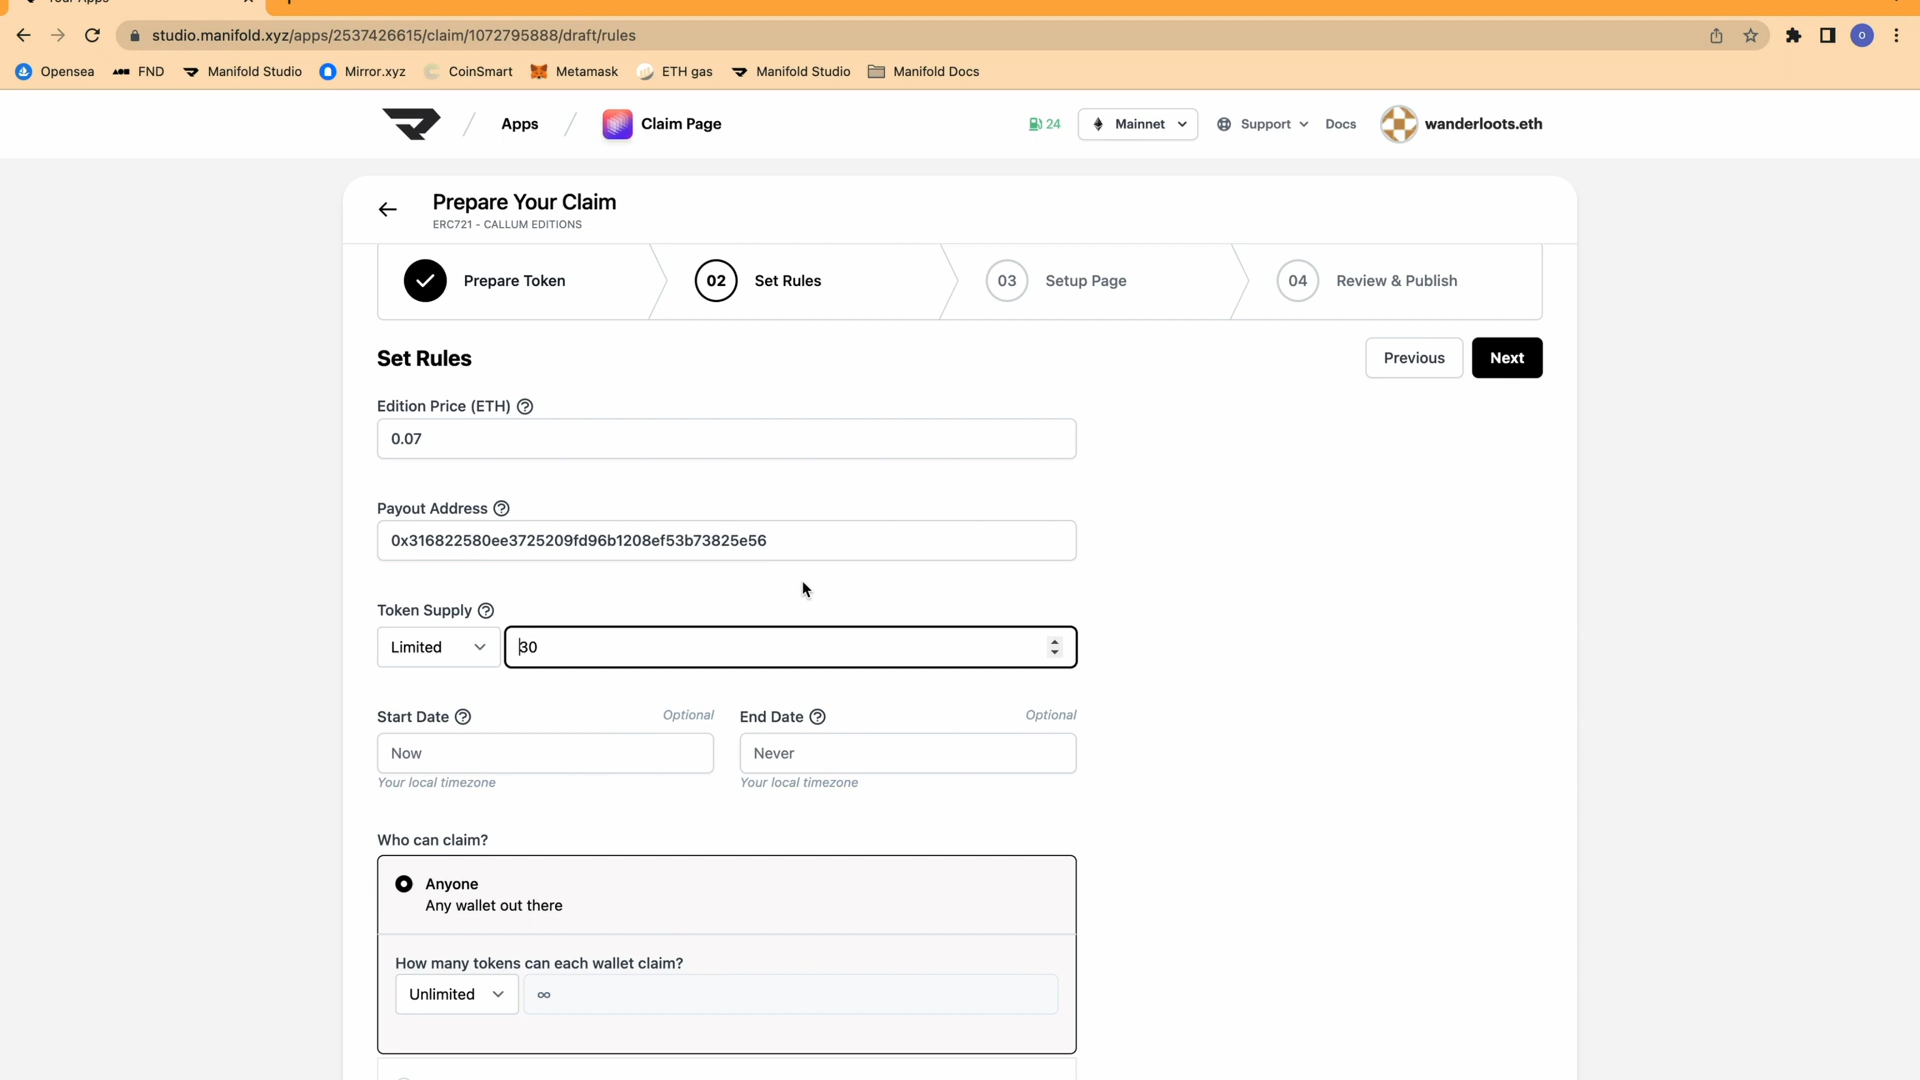 Your Apps
studio.manifold.xyz/apps/2537426615/claim/1072795888/draft/rules
O
Opensea FND Manifold Studio Mirror.xyz CoinSmart Metamask ETH gas Manifold Studio Manifold Docs
Apps Claim Page 24 Mainnet Support Docs wanderloots.eth
Prepare Your Claim
ERC721 - CALLUM EDITIONS
Prepare Token 02 Set Rules 03 Setup Page 04 Review & Publish
Set Rules Previous Next
Edition Price (ETH)
0.07
Payout Address
0x316822580ee3725209fd96b1208ef53b73825e56
Token Supply
Limited 30
Start Date Optional End Date Optional
Now Never
Your local timezone Your local timezone
Who can claim?
Anyone
Any wallet out there
How many tokens can each wallet claim?
Unlimited ∞